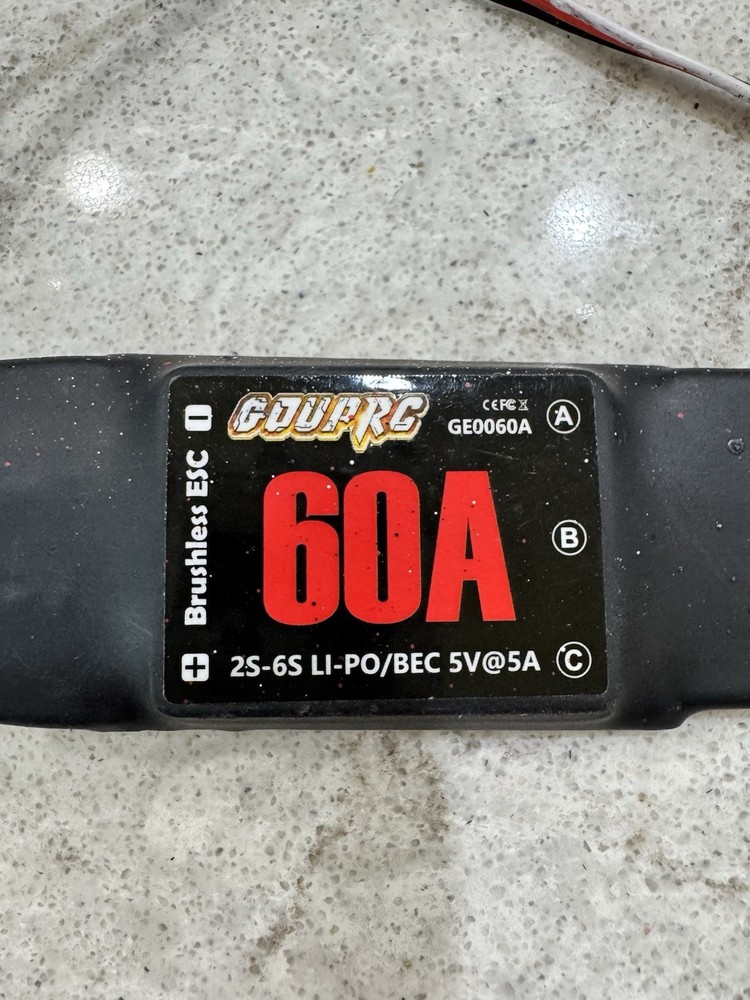 GOUPRC
CE FC
GE0060A
A
B
C
60A
2S-6S LI-PO/BEC 5V@5A
Brushless ESC
+
-